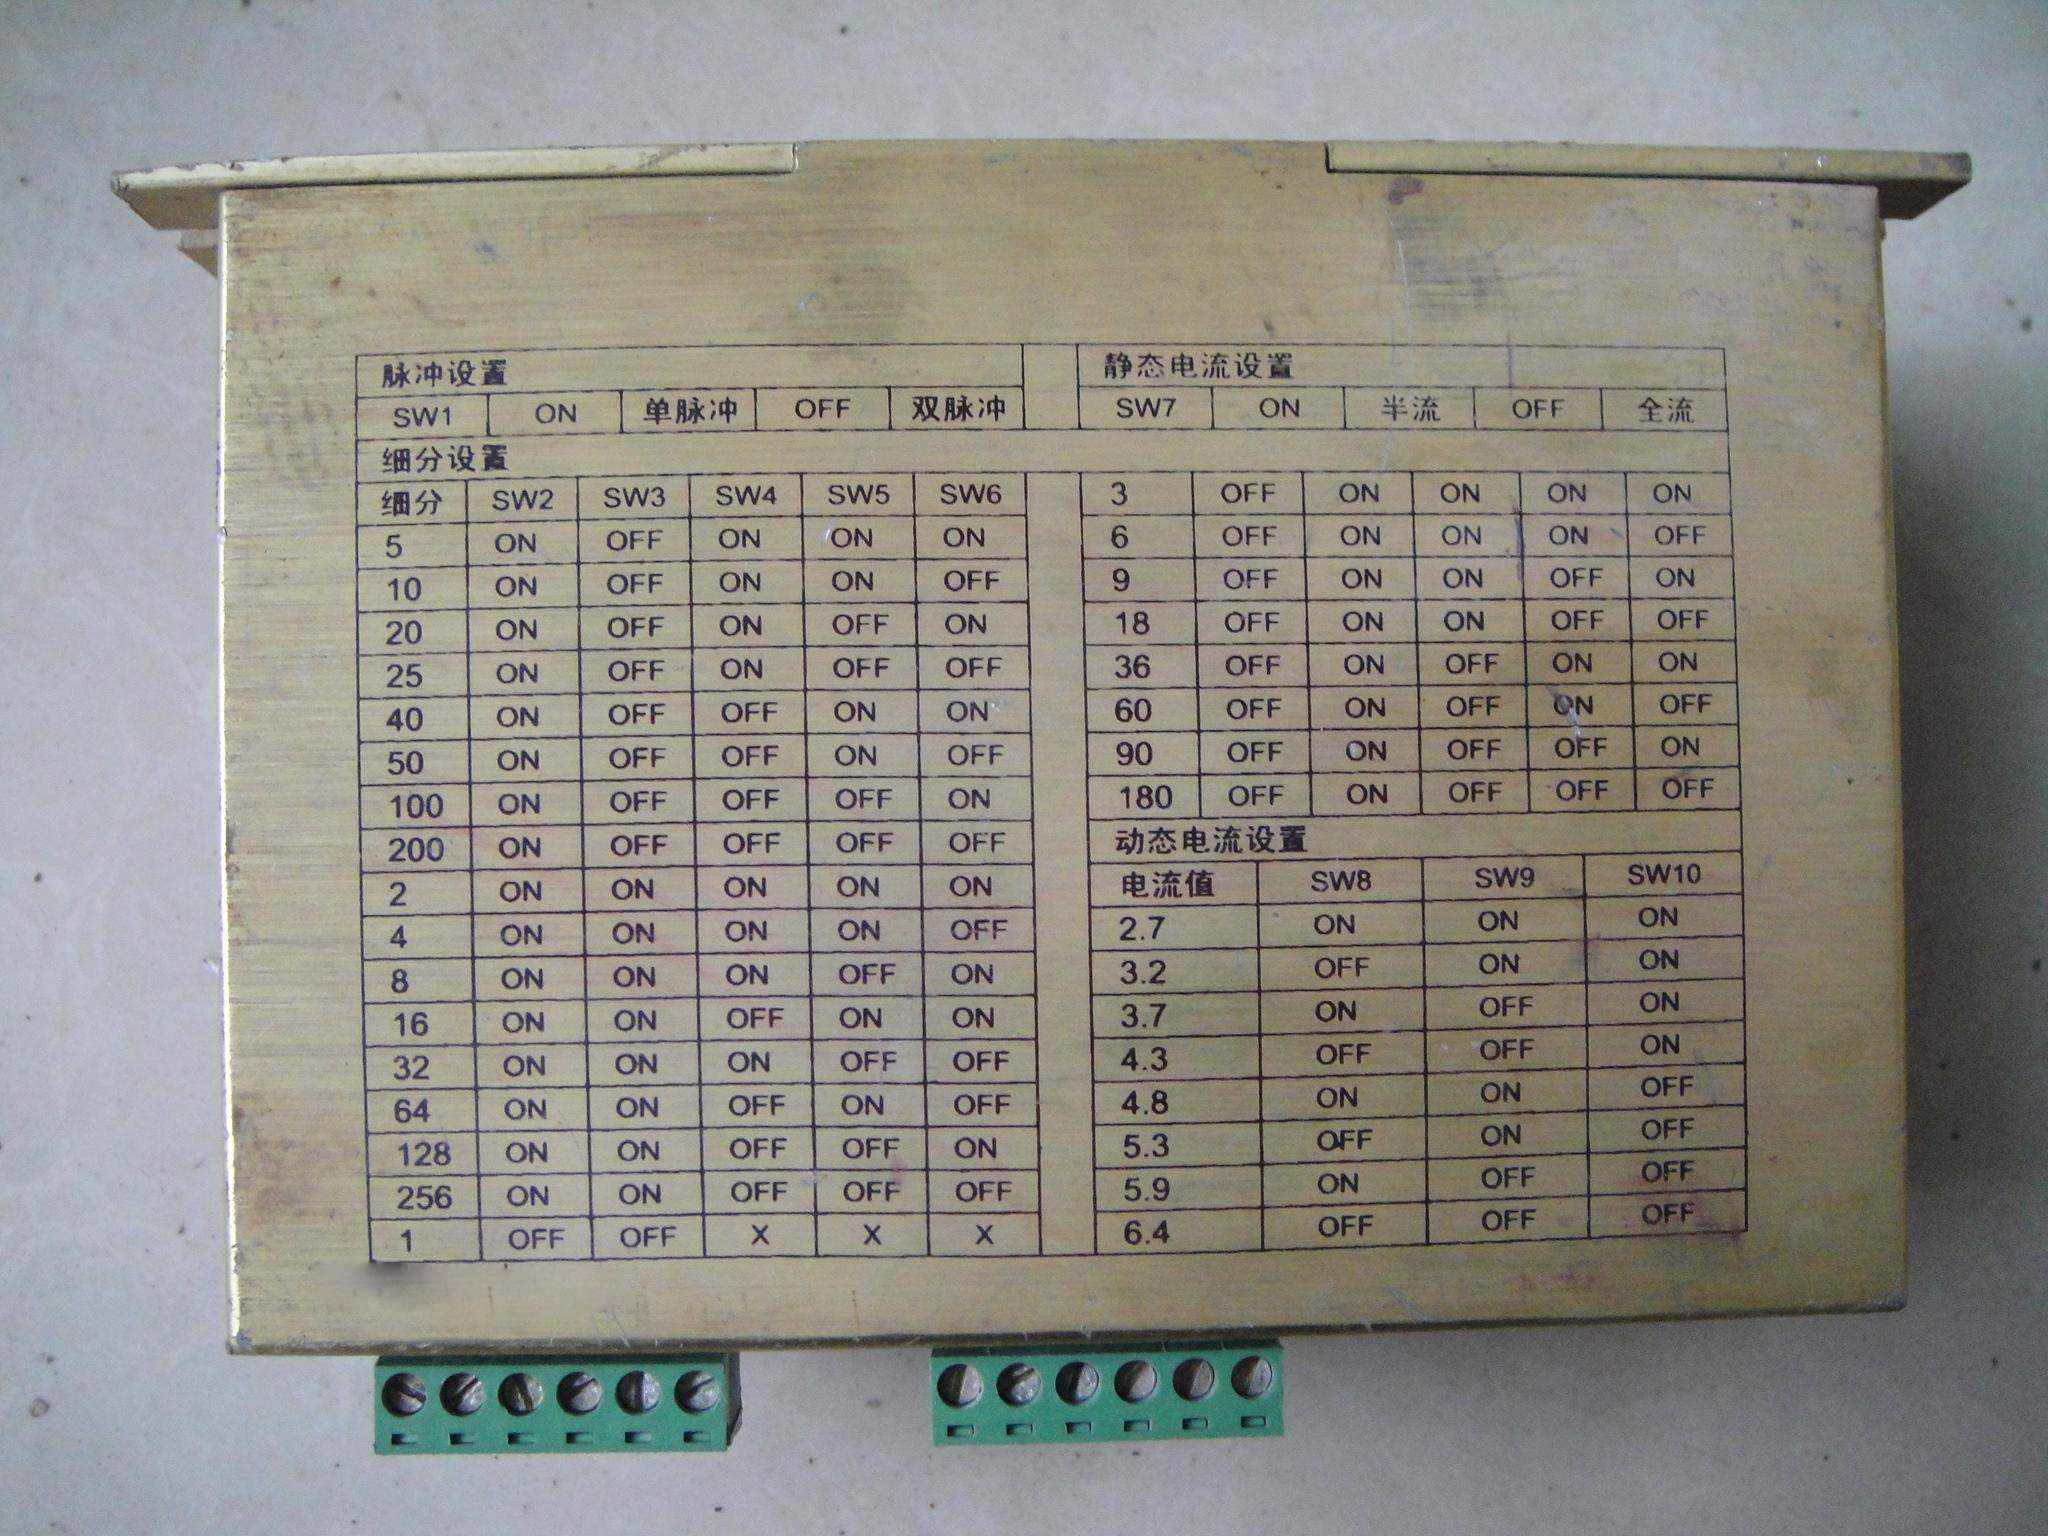 脉冲设置 静态电流设置
SW1 ON 单脉冲 OFF 双脉冲 SW7 ON 半流 OFF 全流
细分设置
细分 SW2 SW3 SW4 SW5 SW6 3 OFF ON ON ON ON
5 ON OFF ON ON ON 6 OFF ON ON ON OFF
10 ON OFF ON ON OFF 9 OFF ON ON OFF ON
20 ON OFF ON OFF ON 18 OFF ON ON OFF OFF
25 ON OFF ON OFF OFF 36 OFF ON OFF ON ON
40 ON OFF OFF ON ON 60 OFF ON OFF ON OFF
50 ON OFF OFF ON OFF 90 OFF ON OFF OFF ON
100 ON OFF OFF OFF ON 180 OFF ON OFF OFF OFF
200 ON OFF OFF OFF OFF 动态电流设置
2 ON ON ON ON ON 电流值 SW8 SW9 SW10
4 ON ON ON ON OFF 2.7 ON ON ON
8 ON ON ON OFF ON 3.2 OFF ON ON
16 ON ON OFF ON ON 3.7 ON OFF ON
32 ON ON ON OFF OFF 4.3 OFF OFF ON
64 ON ON OFF ON OFF 4.8 ON ON OFF
128 ON ON OFF OFF ON 5.3 OFF ON OFF
256 ON ON OFF OFF OFF 5.9 ON OFF OFF
1 OFF OFF X X X 6.4 OFF OFF OFF